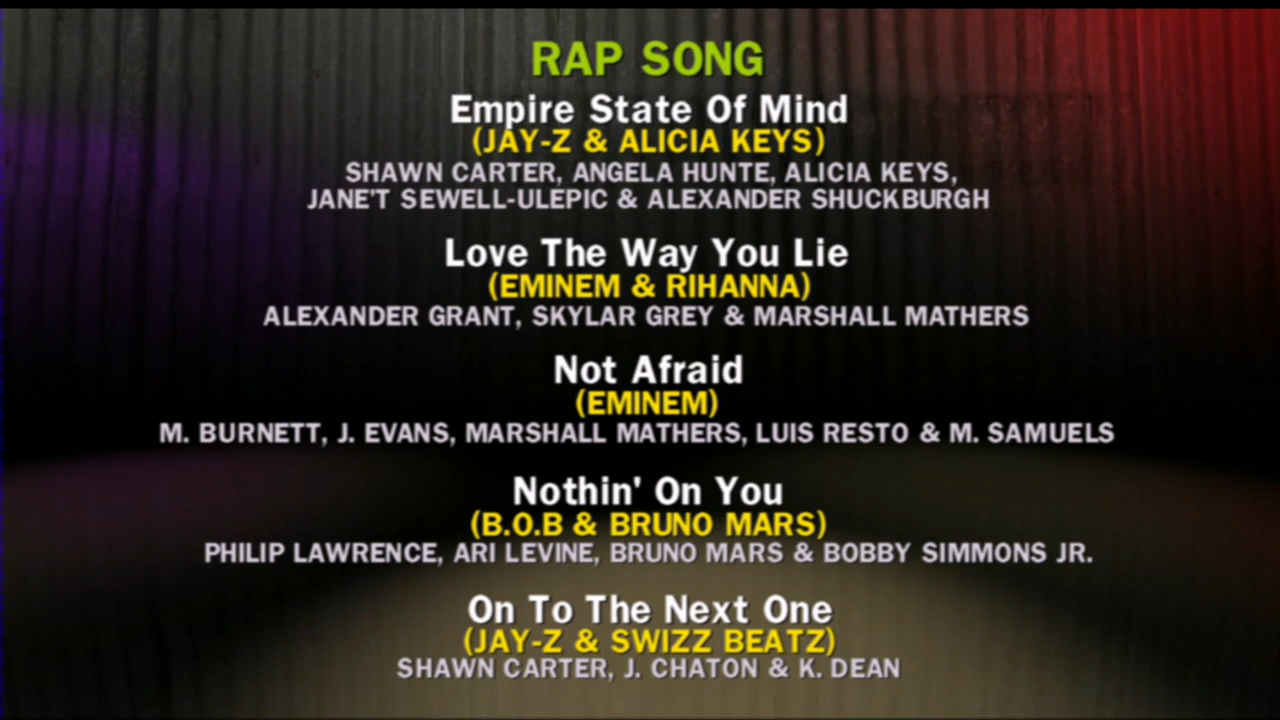 RAP SONG
Empire State Of Mind
(JAY-Z & ALICIA KEYS)
SHAWN CARTER, ANGELA HUNTE, ALICIA KEYS,
JANE'T SEWELL-ULEPIC & ALEXANDER SHUCKBURGH
Love The Way You Lie
(EMINEM & RIHANNA)
ALEXANDER GRANT, SKYLAR GREY & MARSHALL MATHERS
Not Afraid
(EMINEM)
M. BURNETT, J. EVANS, MARSHALL MATHERS, LUIS RESTO & M. SAMUELS
Nothin' On You
(B.O.B & BRUNO MARS)
PHILIP LAWRENCE, ARI LEVINE, BRUNO MARS & BOBBY SIMMONS JR.
On To The Next One
(JAY-Z & SWIZZ BEATZ)
SHAWN CARTER, J. CHATON & K. DEAN